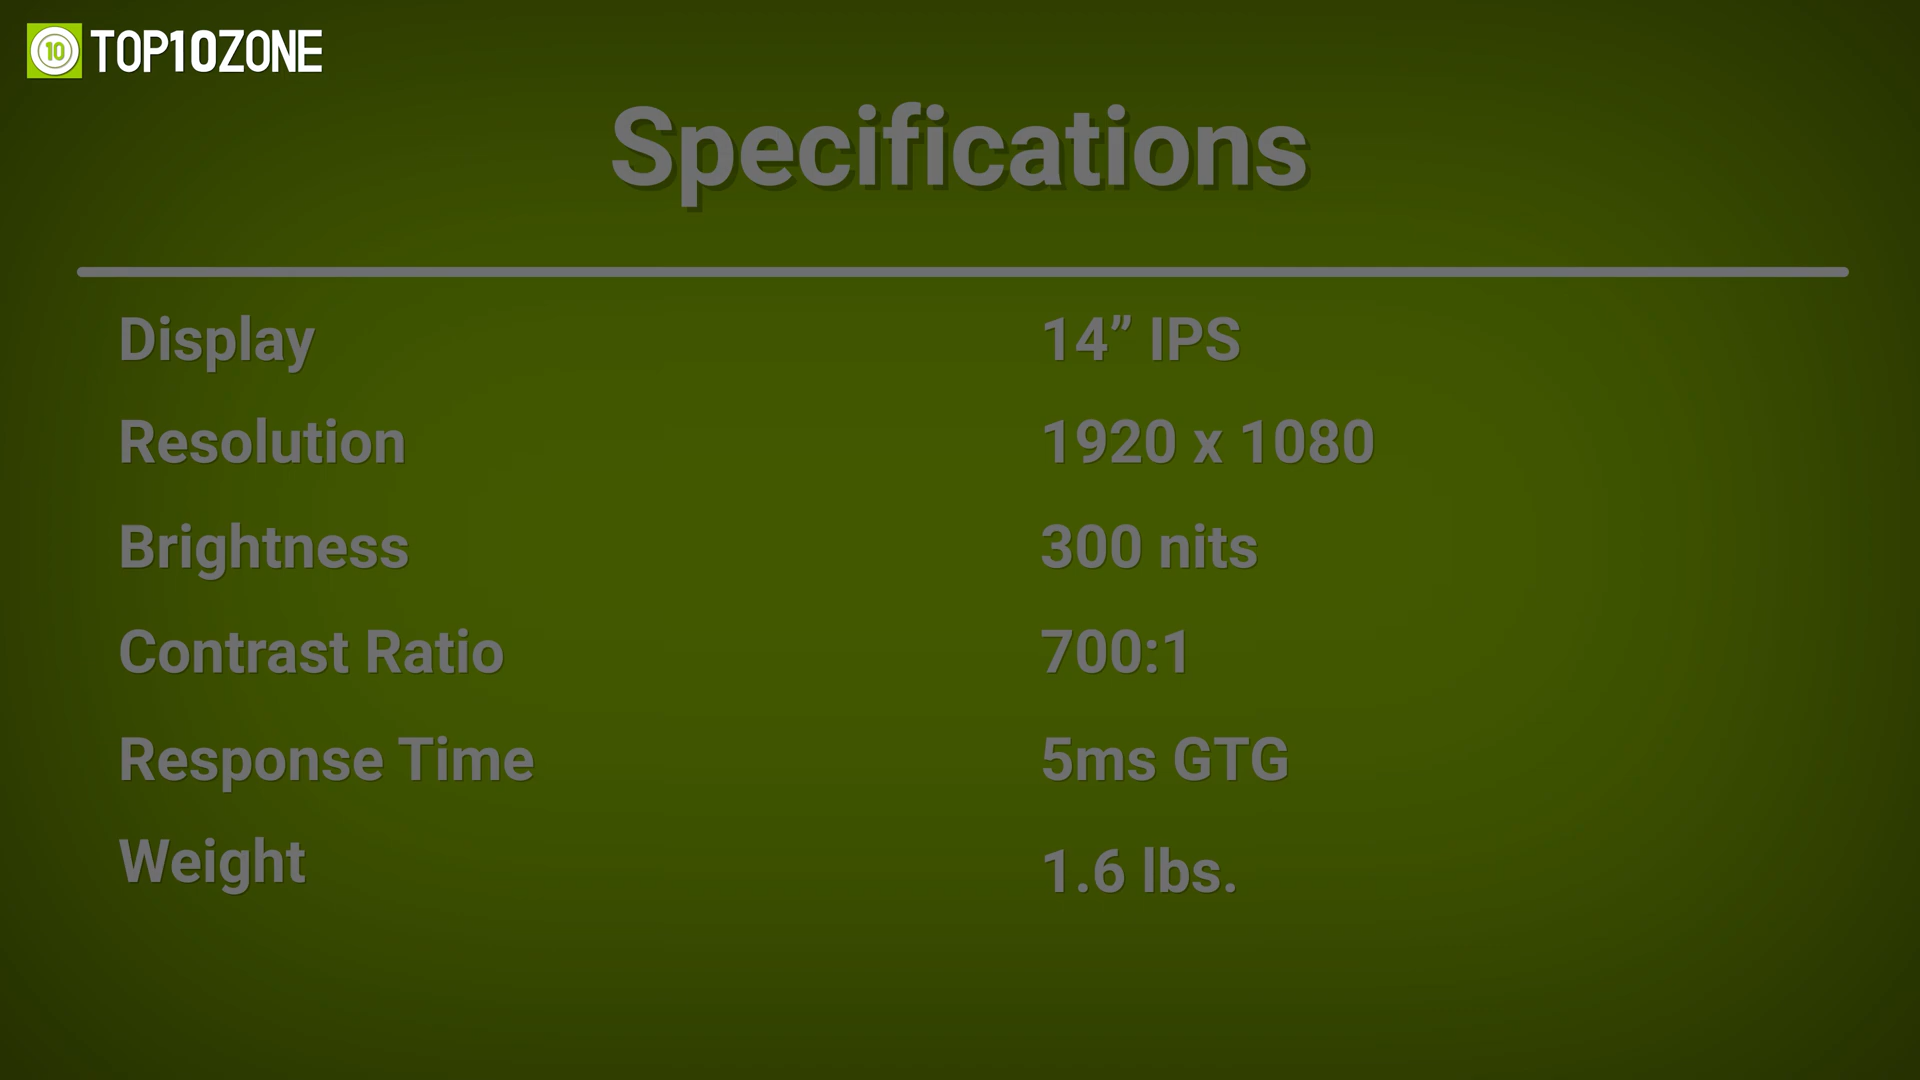 10 TOP10ZONE
Specifications
Display 14” IPS
Resolution 1920 x 1080
Brightness 300 nits
Contrast Ratio 700:1
Response Time 5ms GTG
Weight 1.6 lbs.